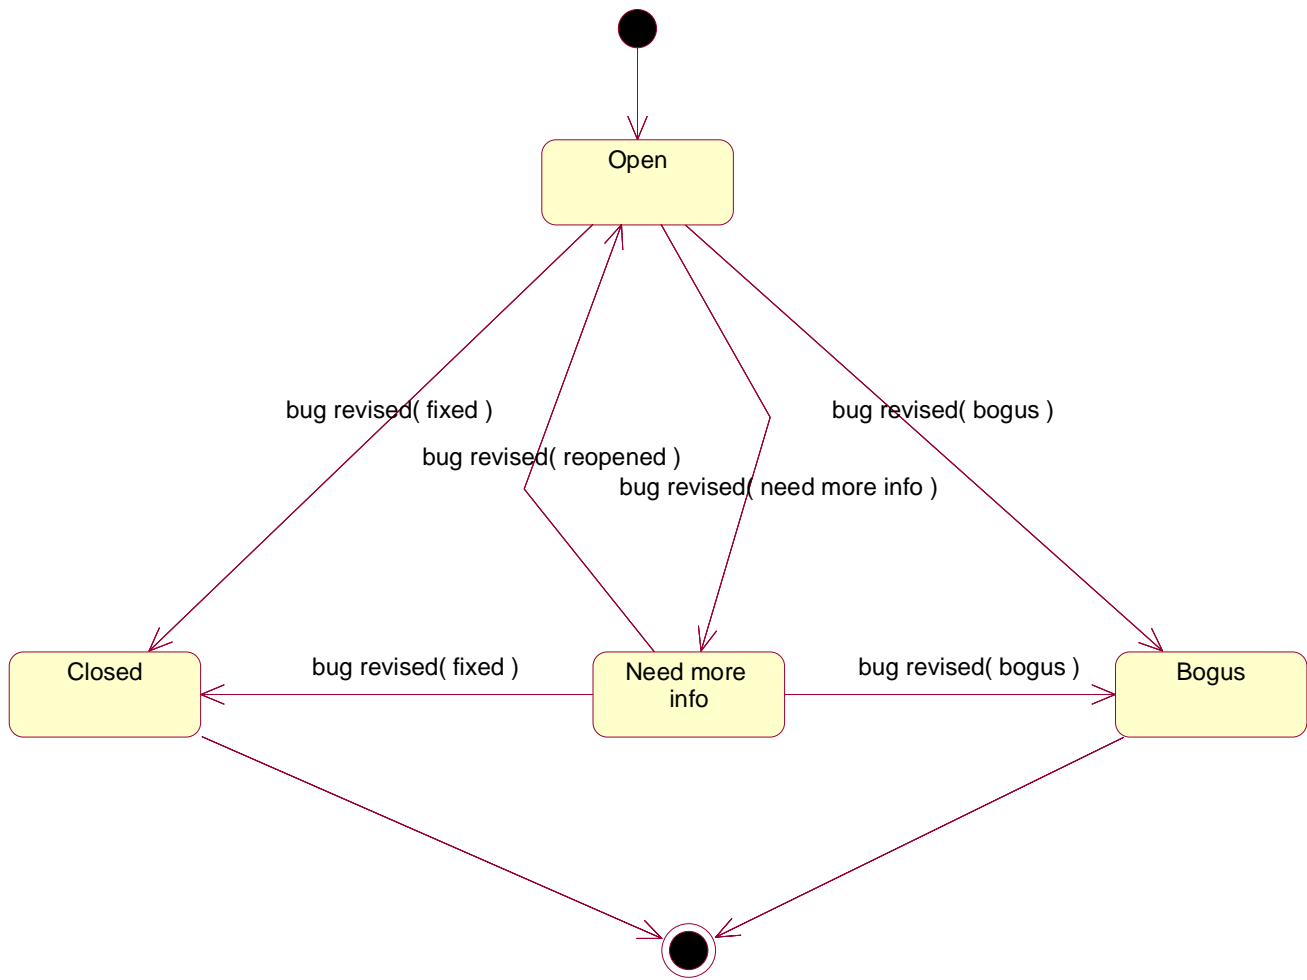 Open
bug revised( fixed )
bug revised( bogus )
bug revised( reopened )
bug revised( need more info )
Closed
bug revised( fixed )
Need more
info
bug revised( bogus )
Bogus